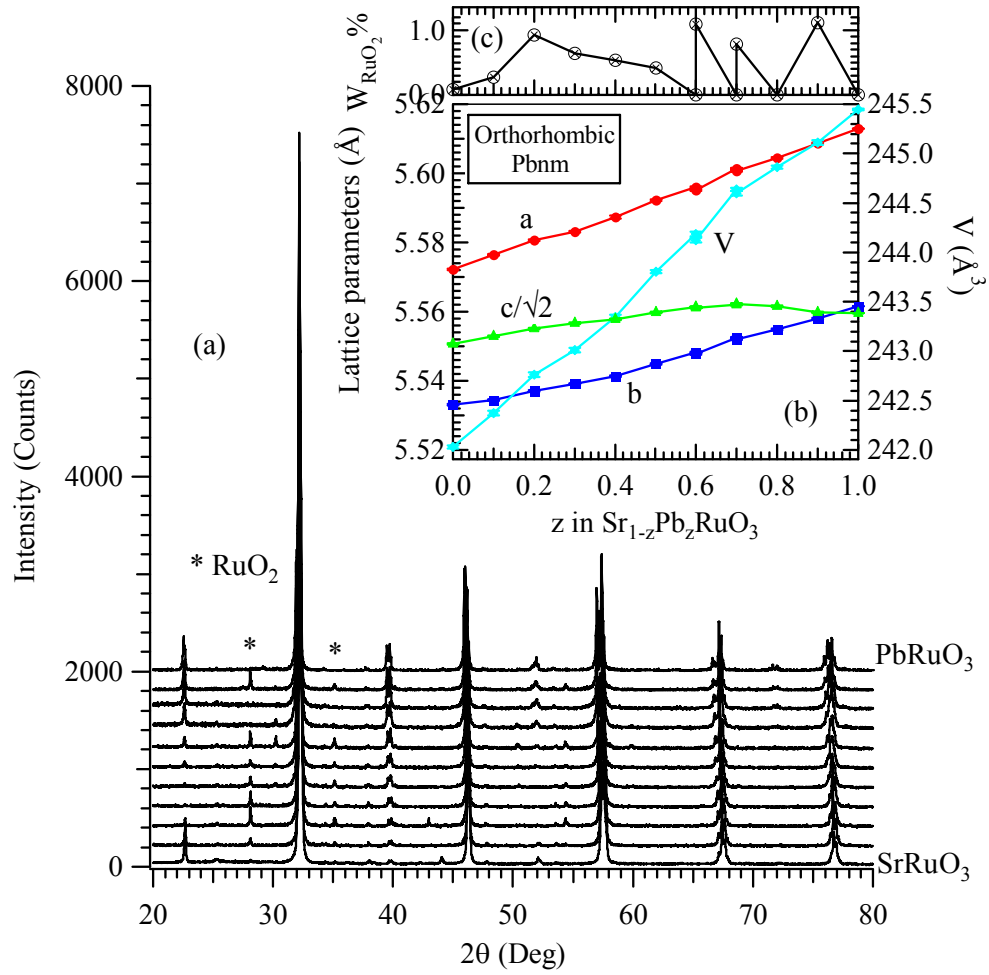 (c)
W_RuO₂ %
1.0
0.0
5.62
5.60
5.58
5.56
5.54
5.52
Lattice parameters (Å)
Orthorhombic
Pbnm
a
V
c/√2
b
(b)
245.5
245.0
244.5
244.0
243.5
243.0
242.5
242.0
V (Å³)
0.0 0.2 0.4 0.6 0.8 1.0
z in Sr₁₋zPbzRuO₃
8000
6000
4000
2000
0
Intensity (Counts)
(a)
* RuO₂
* *
PbRuO₃
SrRuO₃
20 30 40 50 60 70 80
2θ (Deg)